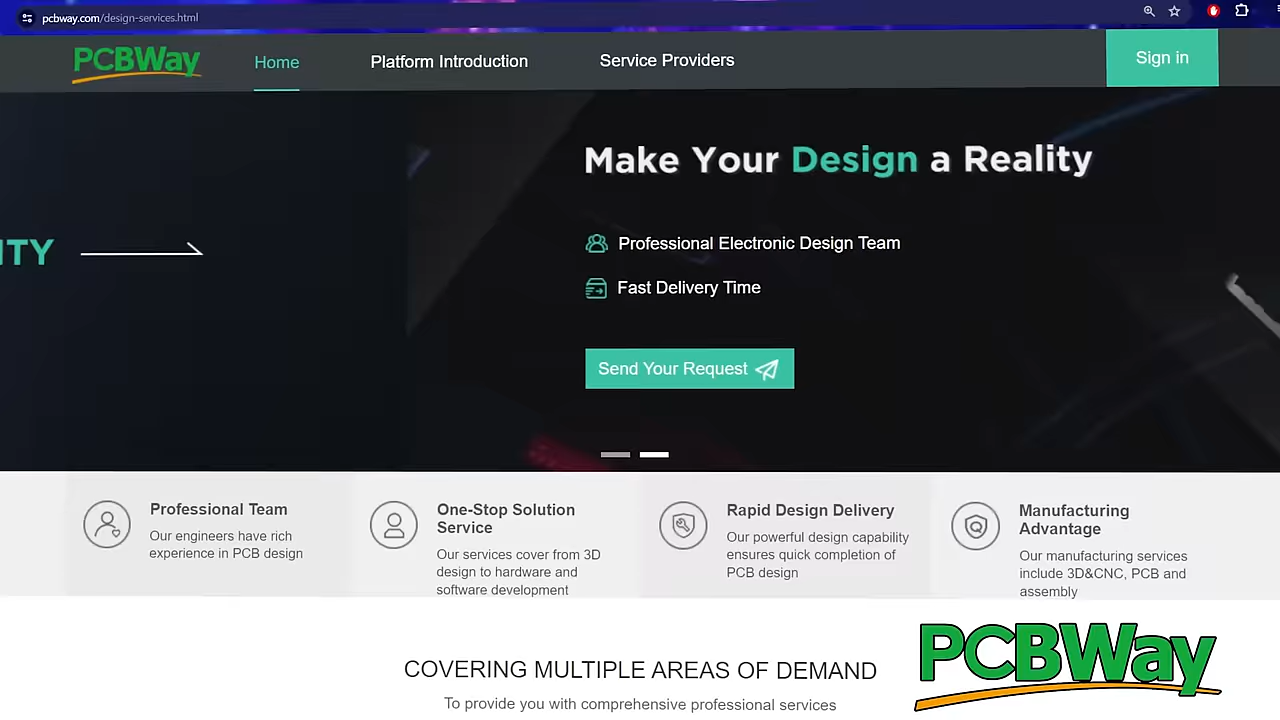 pcbway.com/design-services.html
PCBWay
Home
Platform Introduction
Service Providers
Sign in
Make Your Design a Reality
ITY
Professional Electronic Design Team
Fast Delivery Time
Send Your Request
Professional Team
Our engineers have rich
experience in PCB design
One-Stop Solution
Service
Our services cover from 3D
design to hardware and
software development
Rapid Design Delivery
Our powerful design capability
ensures quick completion of
PCB design
Manufacturing
Advantage
Our manufacturing services
include 3D&CNC, PCB and
assembly
COVERING MULTIPLE AREAS OF DEMAND
To provide you with comprehensive professional services
PCBWay